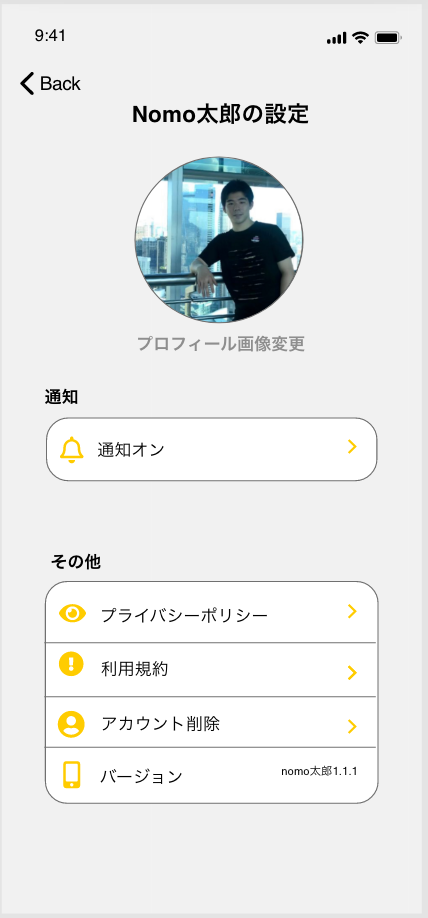 9:41
Back
Nomo太郎の設定
プロフィール画像変更
通知
通知オン
その他
プライバシーポリシー
利用規約
アカウント削除
バージョン nomo太郎1.1.1